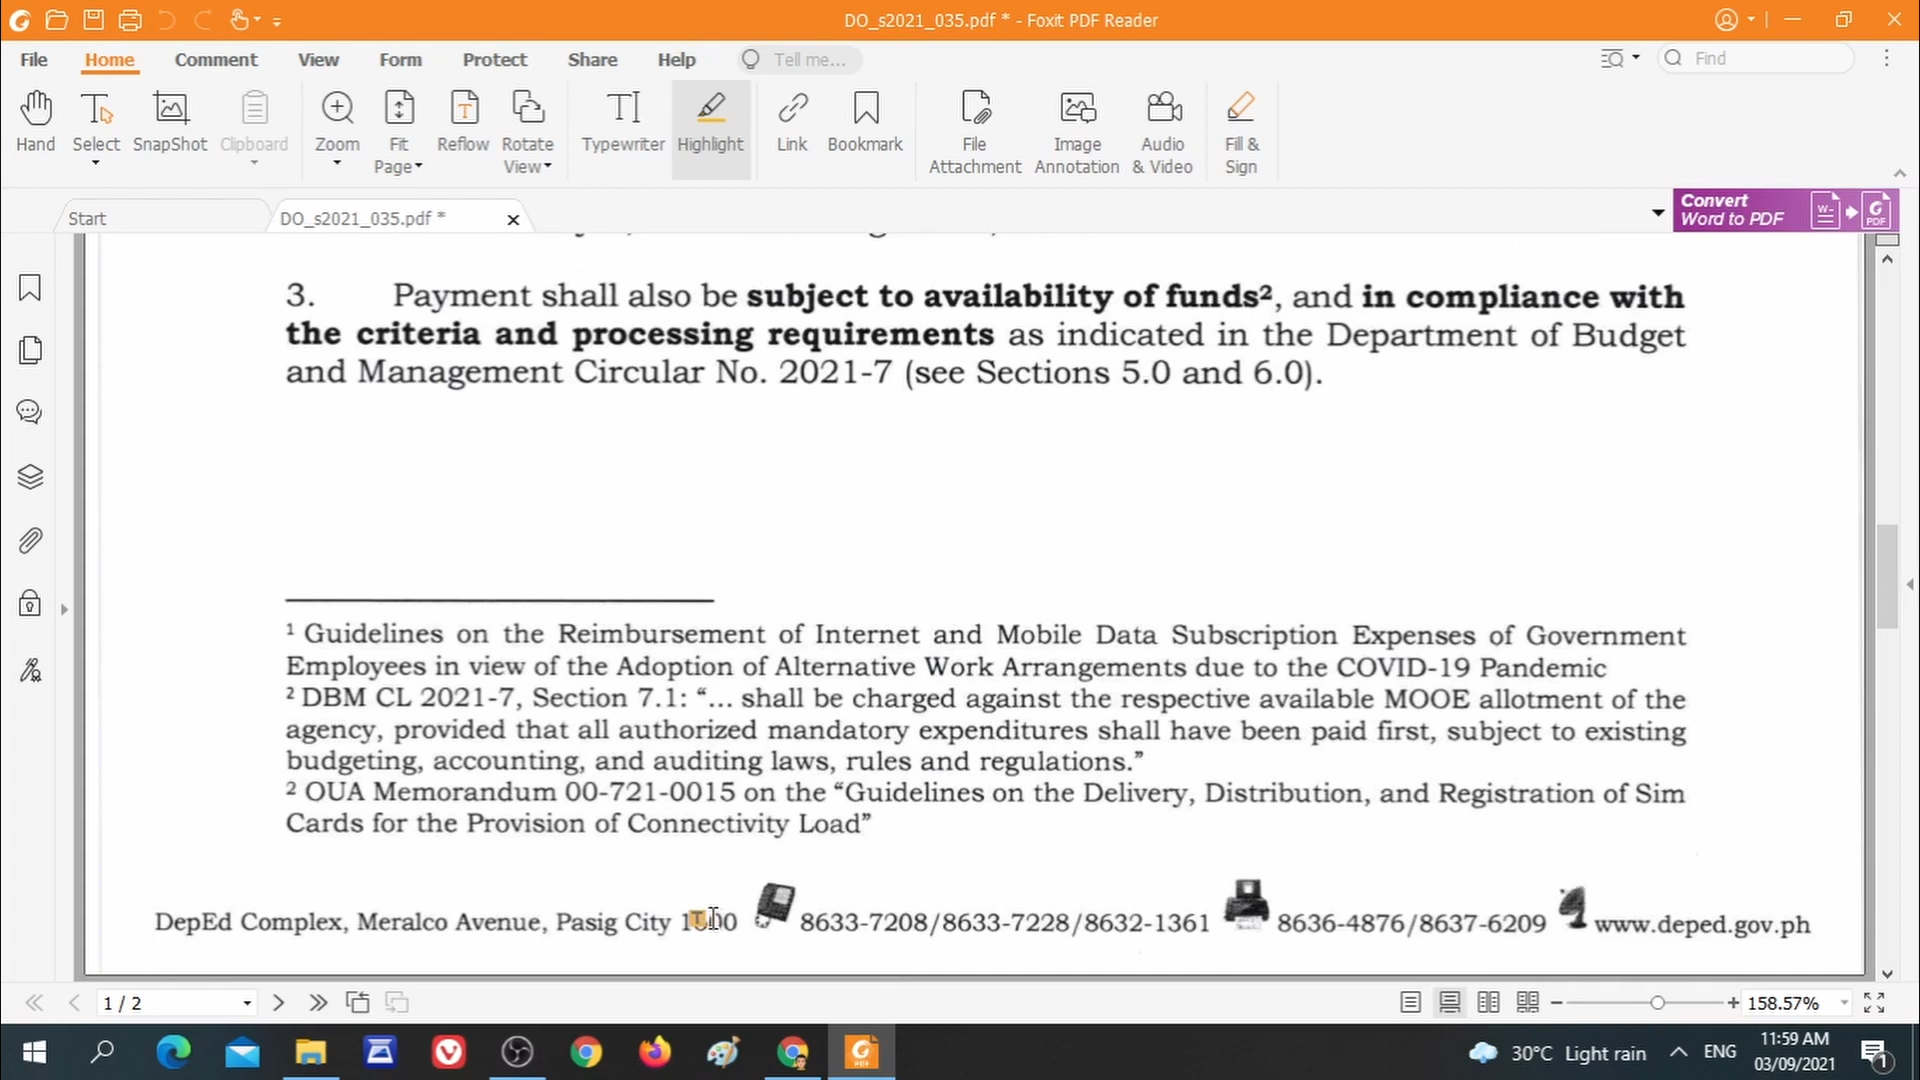 DO_s2021_035.pdf * - Foxit PDF Reader
File Home Comment View Form Protect Share Help Tell me... Find
Hand Select SnapShot Clipboard Zoom Fit Page Reflow Rotate View Typewriter Highlight Link Bookmark File Attachment Image Annotation Audio & Video Fill & Sign
Start DO_s2021_035.pdf *
Convert
Word to PDF
3. Payment shall also be subject to availability of funds², and in compliance with
the criteria and processing requirements as indicated in the Department of Budget
and Management Circular No. 2021-7 (see Sections 5.0 and 6.0).
¹ Guidelines on the Reimbursement of Internet and Mobile Data Subscription Expenses of Government
Employees in view of the Adoption of Alternative Work Arrangements due to the COVID-19 Pandemic
² DBM CL 2021-7, Section 7.1: “... shall be charged against the respective available MOOE allotment of the
agency, provided that all authorized mandatory expenditures shall have been paid first, subject to existing
budgeting, accounting, and auditing laws, rules and regulations.”
² OUA Memorandum 00-721-0015 on the “Guidelines on the Delivery, Distribution, and Registration of Sim
Cards for the Provision of Connectivity Load”
DepEd Complex, Meralco Avenue, Pasig City 8633-7208/8633-7228/8632-1361 8636-4876/8637-6209 www.deped.gov.ph
1 / 2 158.57%
30°C Light rain ENG 11:59 AM
03/09/2021 1